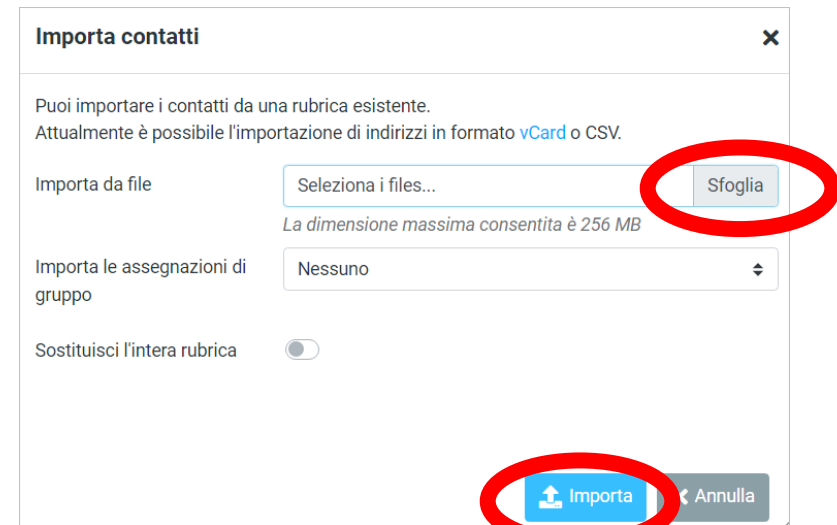 Importa contatti
Puoi importare i contatti da una rubrica esistente.
Attualmente è possibile l'importazione di indirizzi in formato vCard o CSV.
Importa da file
Seleziona i files...
Sfoglia
La dimensione massima consentita è 256 MB
Importa le assegnazioni di
gruppo
Nessuno
Sostituisci l'intera rubrica
Importa
Annulla